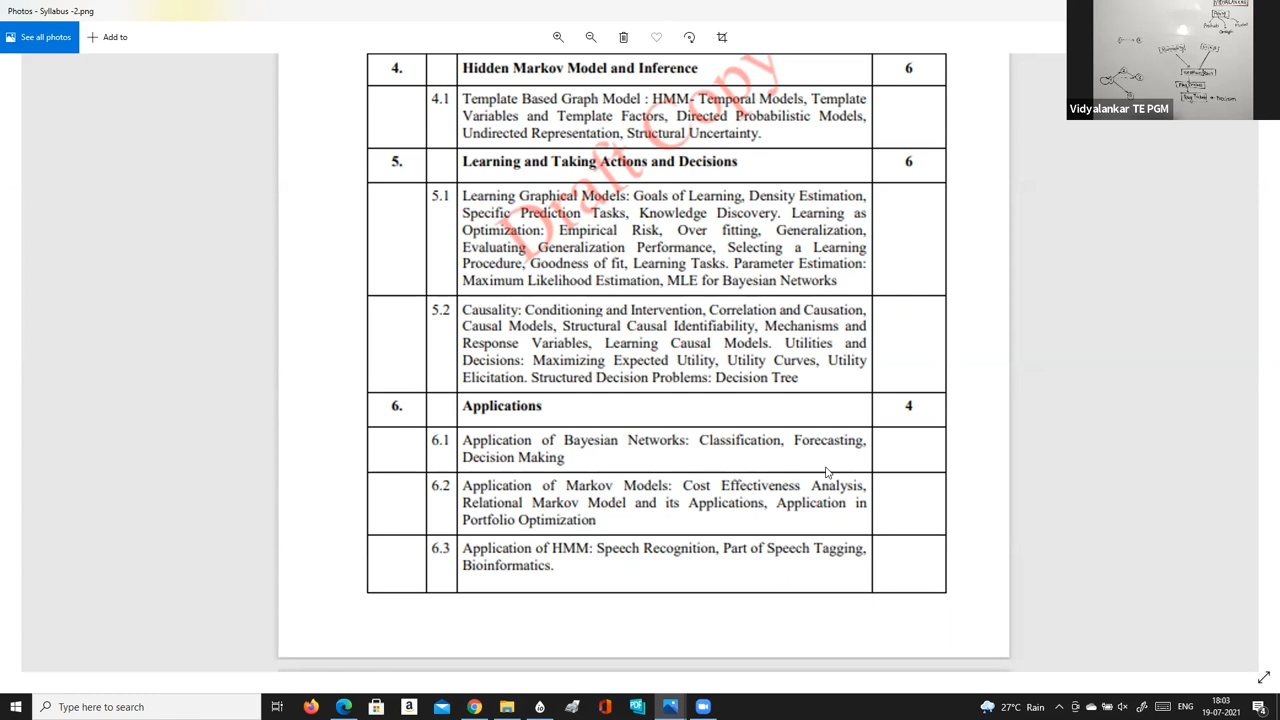 Photos - Syllabus -2.png
See all photos
Add to
4. Hidden Markov Model and Inference 6
4.1 Template Based Graph Model : HMM- Temporal Models, Template
Variables and Template Factors, Directed Probabilistic Models,
Undirected Representation, Structural Uncertainty.
5. Learning and Taking Actions and Decisions 6
5.1 Learning Graphical Models: Goals of Learning, Density Estimation,
Specific Prediction Tasks, Knowledge Discovery. Learning as
Optimization: Empirical Risk, Over fitting, Generalization,
Evaluating Generalization Performance, Selecting a Learning
Procedure, Goodness of fit, Learning Tasks. Parameter Estimation:
Maximum Likelihood Estimation, MLE for Bayesian Networks
5.2 Causality: Conditioning and Intervention, Correlation and Causation,
Causal Models, Structural Causal Identifiability, Mechanisms and
Response Variables, Learning Causal Models. Utilities and
Decisions: Maximizing Expected Utility, Utility Curves, Utility
Elicitation. Structured Decision Problems: Decision Tree
6. Applications 4
6.1 Application of Bayesian Networks: Classification, Forecasting,
Decision Making
6.2 Application of Markov Models: Cost Effectiveness Analysis,
Relational Markov Model and its Applications, Application in
Portfolio Optimization
6.3 Application of HMM: Speech Recognition, Part of Speech Tagging,
Bioinformatics.
Draft Copy
Vidyalankar TE PGM
Type here to search
27°C Rain
ENG
18:03
19-07-2021
4